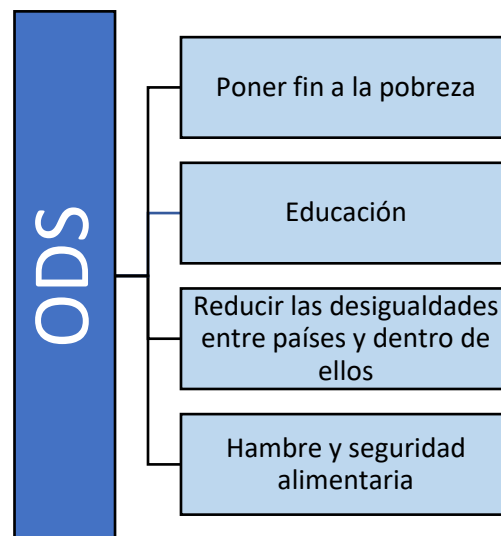 ODS
Poner fin a la pobreza
Educación
Reducir las desigualdades
entre países y dentro de
ellos
Hambre y seguridad
alimentaria